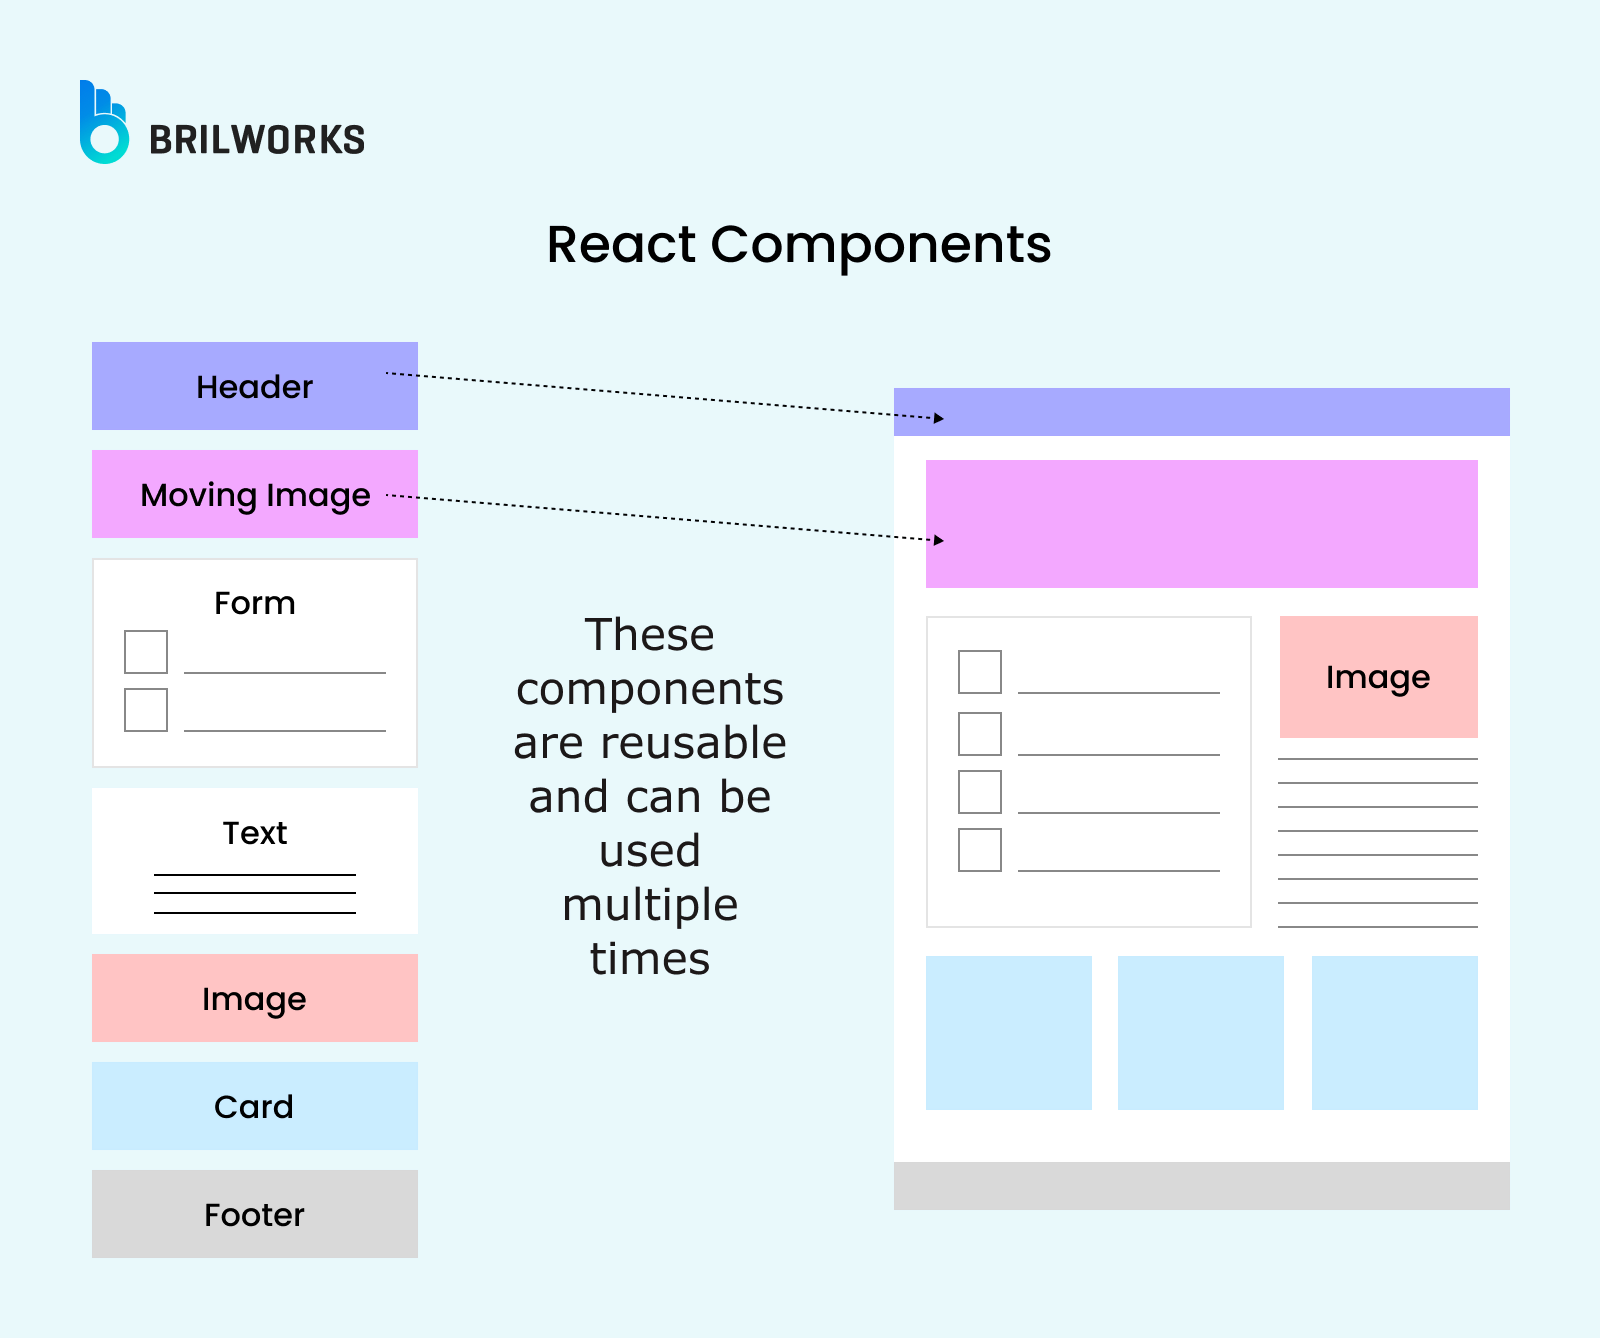 BRILWORKS
React Components
Header
Moving Image
Form
Text
Image
Card
Footer
These
components
are reusable
and can be
used
multiple
times
Image